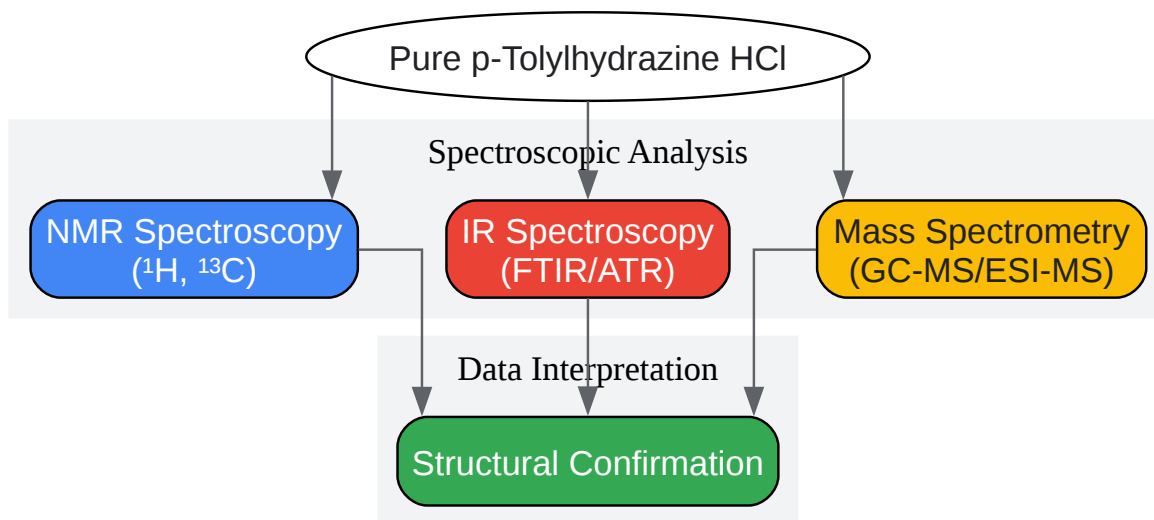 Pure p-Tolylhydrazine HCl
Spectroscopic Analysis
NMR Spectroscopy
(¹H, ¹³C)
IR Spectroscopy
(FTIR/ATR)
Mass Spectrometry
(GC-MS/ESI-MS)
Data Interpretation
Structural Confirmation